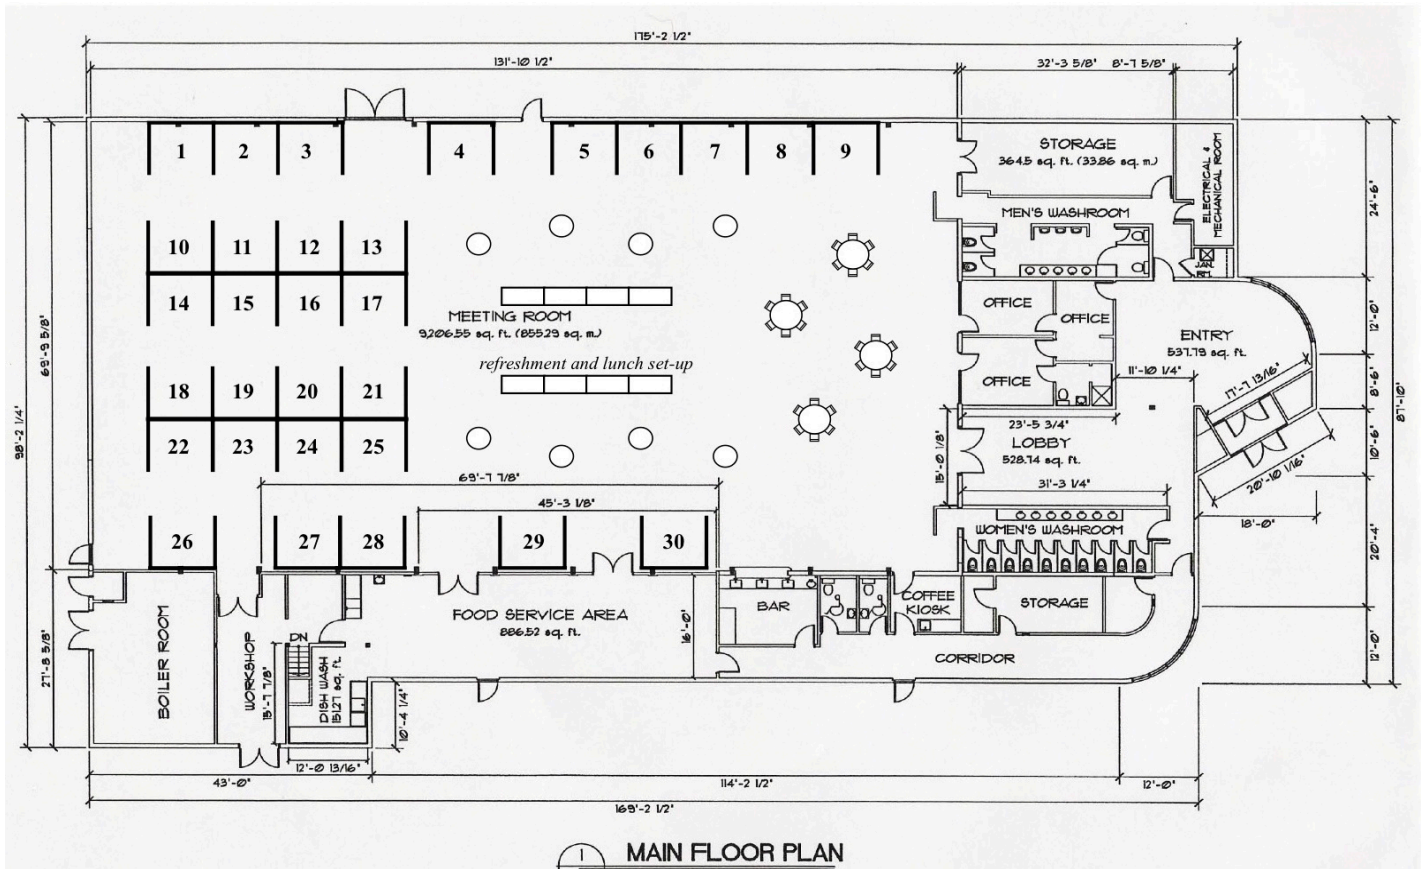 175'-2 1/2"
131'-10 1/2"
32'-3 5/8" 8'-7 5/8"
1 2 3 4 5 6 7 8 9
STORAGE
364.5 sq. ft. (33.86 sq. m.)
ELECTRICAL &
MECHANICAL ROOM
24'-6"
MEN'S WASHROOM
10 11 12 13
JAN.
RM.
14 15 16 17
OFFICE
OFFICE
MEETING ROOM
9,206.55 sq. ft. (855.29 sq. m.)
ENTRY
537.79 sq. ft.
12'-0"
69'-9 5/8"
refreshment and lunch set-up
11'-10 1/4"
17'-7 13/16"
8'-6"
87'-10"
18 19 20 21
OFFICE
98'-2 1/4"
23'-5 3/4"
LOBBY
528.74 sq. ft.
15'-0 1/8"
10'-6"
22 23 24 25
69'-7 7/8"
31'-3 1/4"
20'-10 1/16"
45'-3 1/8"
18'-0"
WOMEN'S WASHROOM
20'-4"
26 27 28 29 30
BOILER ROOM
WORKSHOP
DN
13'-7 7/8"
DISH WASH
151.27 sq. ft.
FOOD SERVICE AREA
886.52 sq. ft.
16'-0"
BAR
COFFEE
KIOSK
STORAGE
CORRIDOR
12'-0"
27'-8 5/8"
10'-4 1/4"
12'-0 13/16"
43'-0"
114'-2 1/2"
12'-0"
169'-2 1/2"
1 MAIN FLOOR PLAN